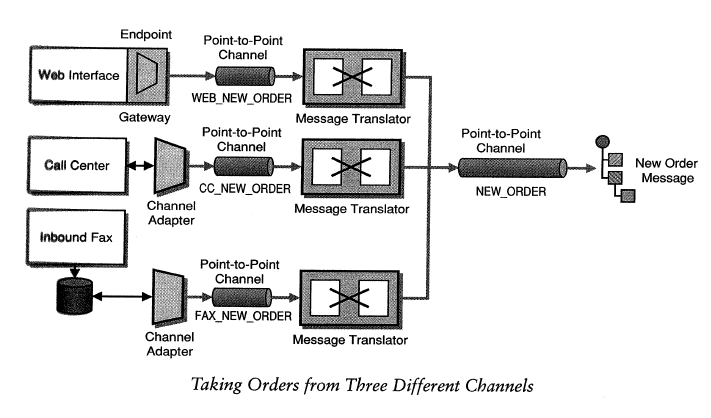 Endpoint
Web Interface
Gateway
Point-to-Point
Channel
WEB_NEW_ORDER
Message Translator
Call Center
Channel
Adapter
Point-to-Point
Channel
CC_NEW_ORDER
Message Translator
Point-to-Point
Channel
NEW_ORDER
New Order
Message
Inbound Fax
Channel
Adapter
Point-to-Point
Channel
FAX_NEW_ORDER
Message Translator
Taking Orders from Three Different Channels